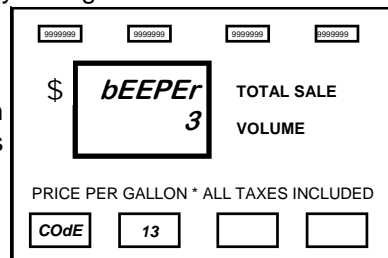 9999999 9999999 9999999 9999999
$ bEEPEr TOTAL SALE
3 VOLUME
PRICE PER GALLON * ALL TAXES INCLUDED
COdE 13